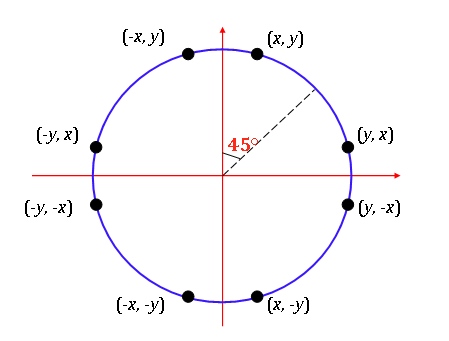 (-x, y)
(x, y)
45°
(-y, x)
(y, x)
(-y, -x)
(y, -x)
(-x, -y)
(x, -y)